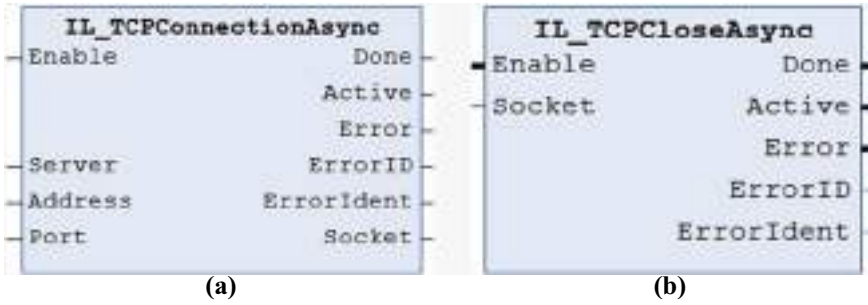 IL_TCPConnectionAsync
Enable Done
Active
Error
Server ErrorID
Address ErrorIdent
Port Socket
(a)
IL_TCPCloseAsync
Enable Done
Socket Active
Error
ErrorID
ErrorIdent
(b)